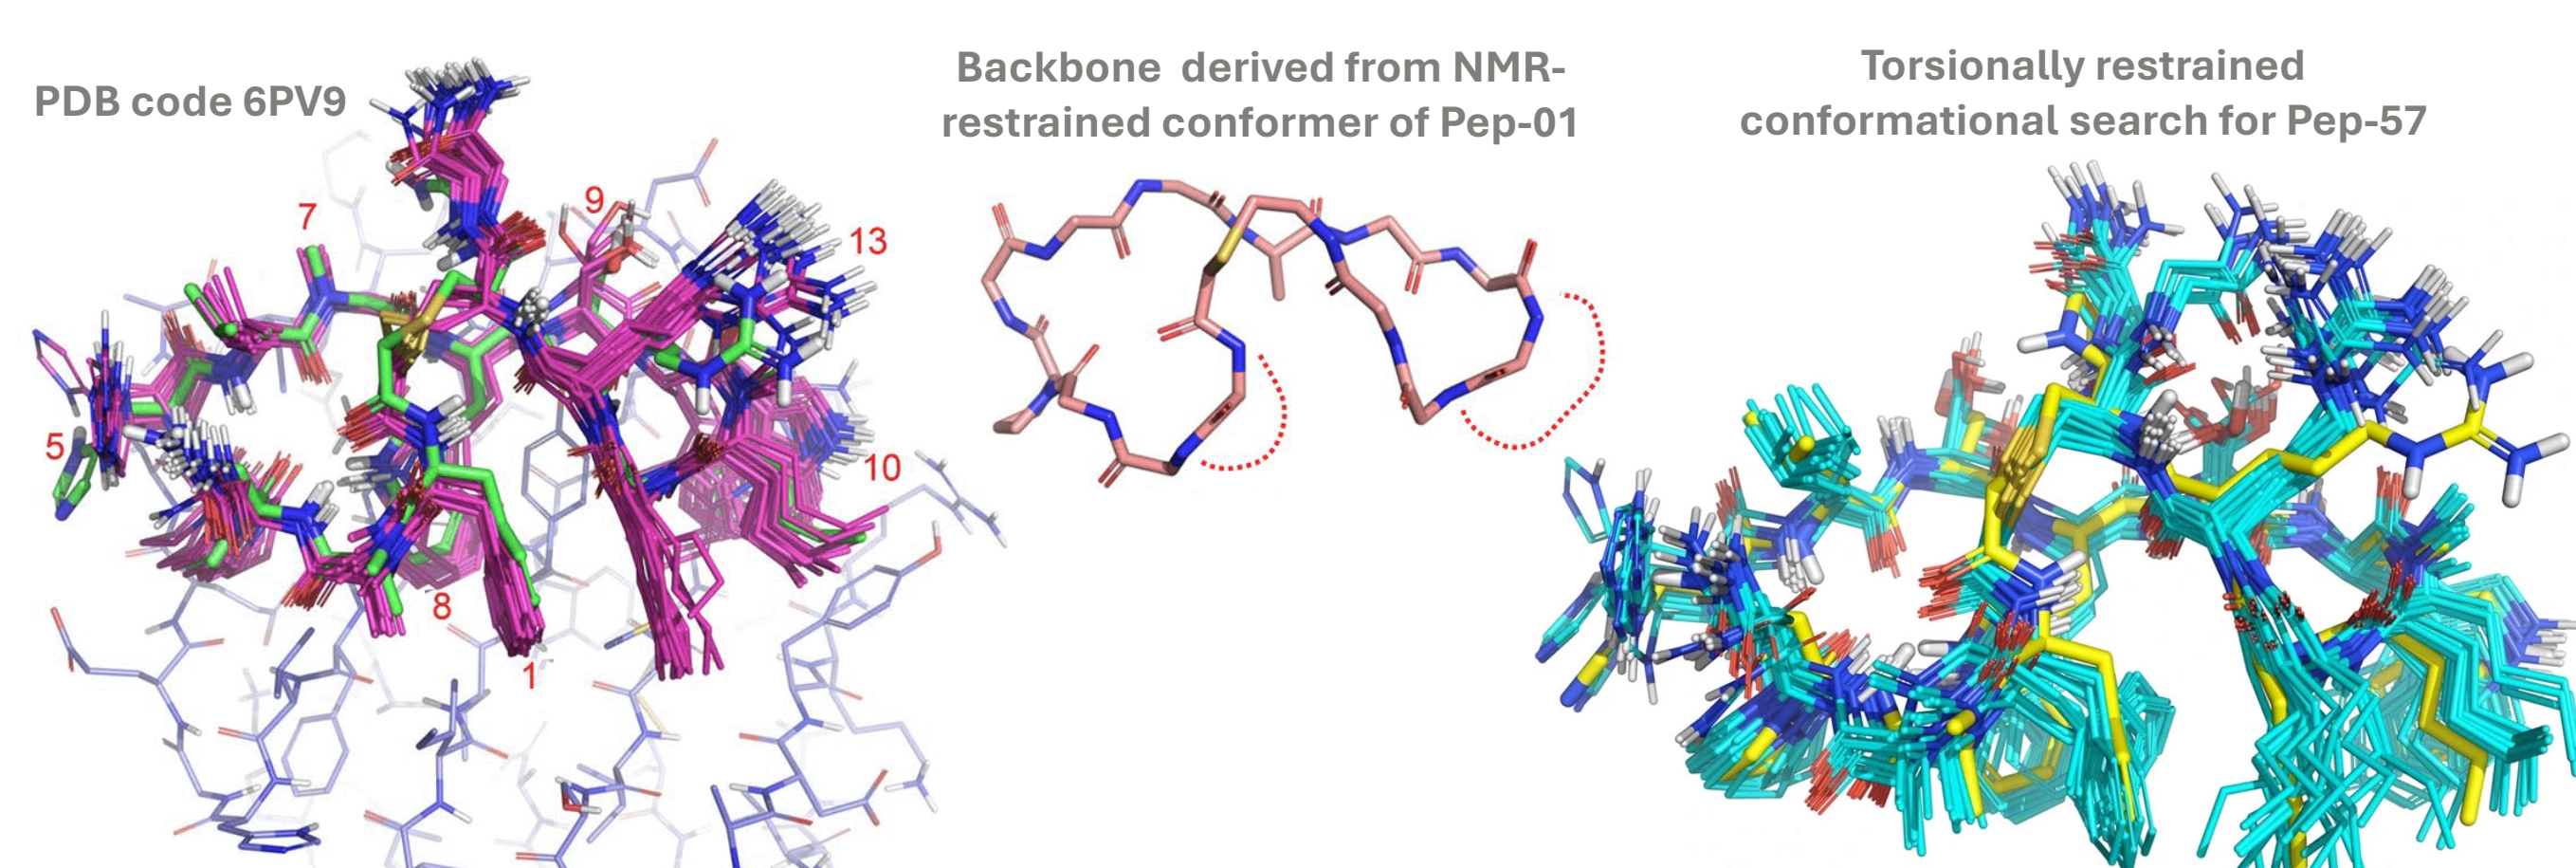 PDB code 6PV9
Backbone derived from NMR-
restrained conformer of Pep-01
Torsionally restrained
conformational search for Pep-57
7
9
13
5
10
8
1